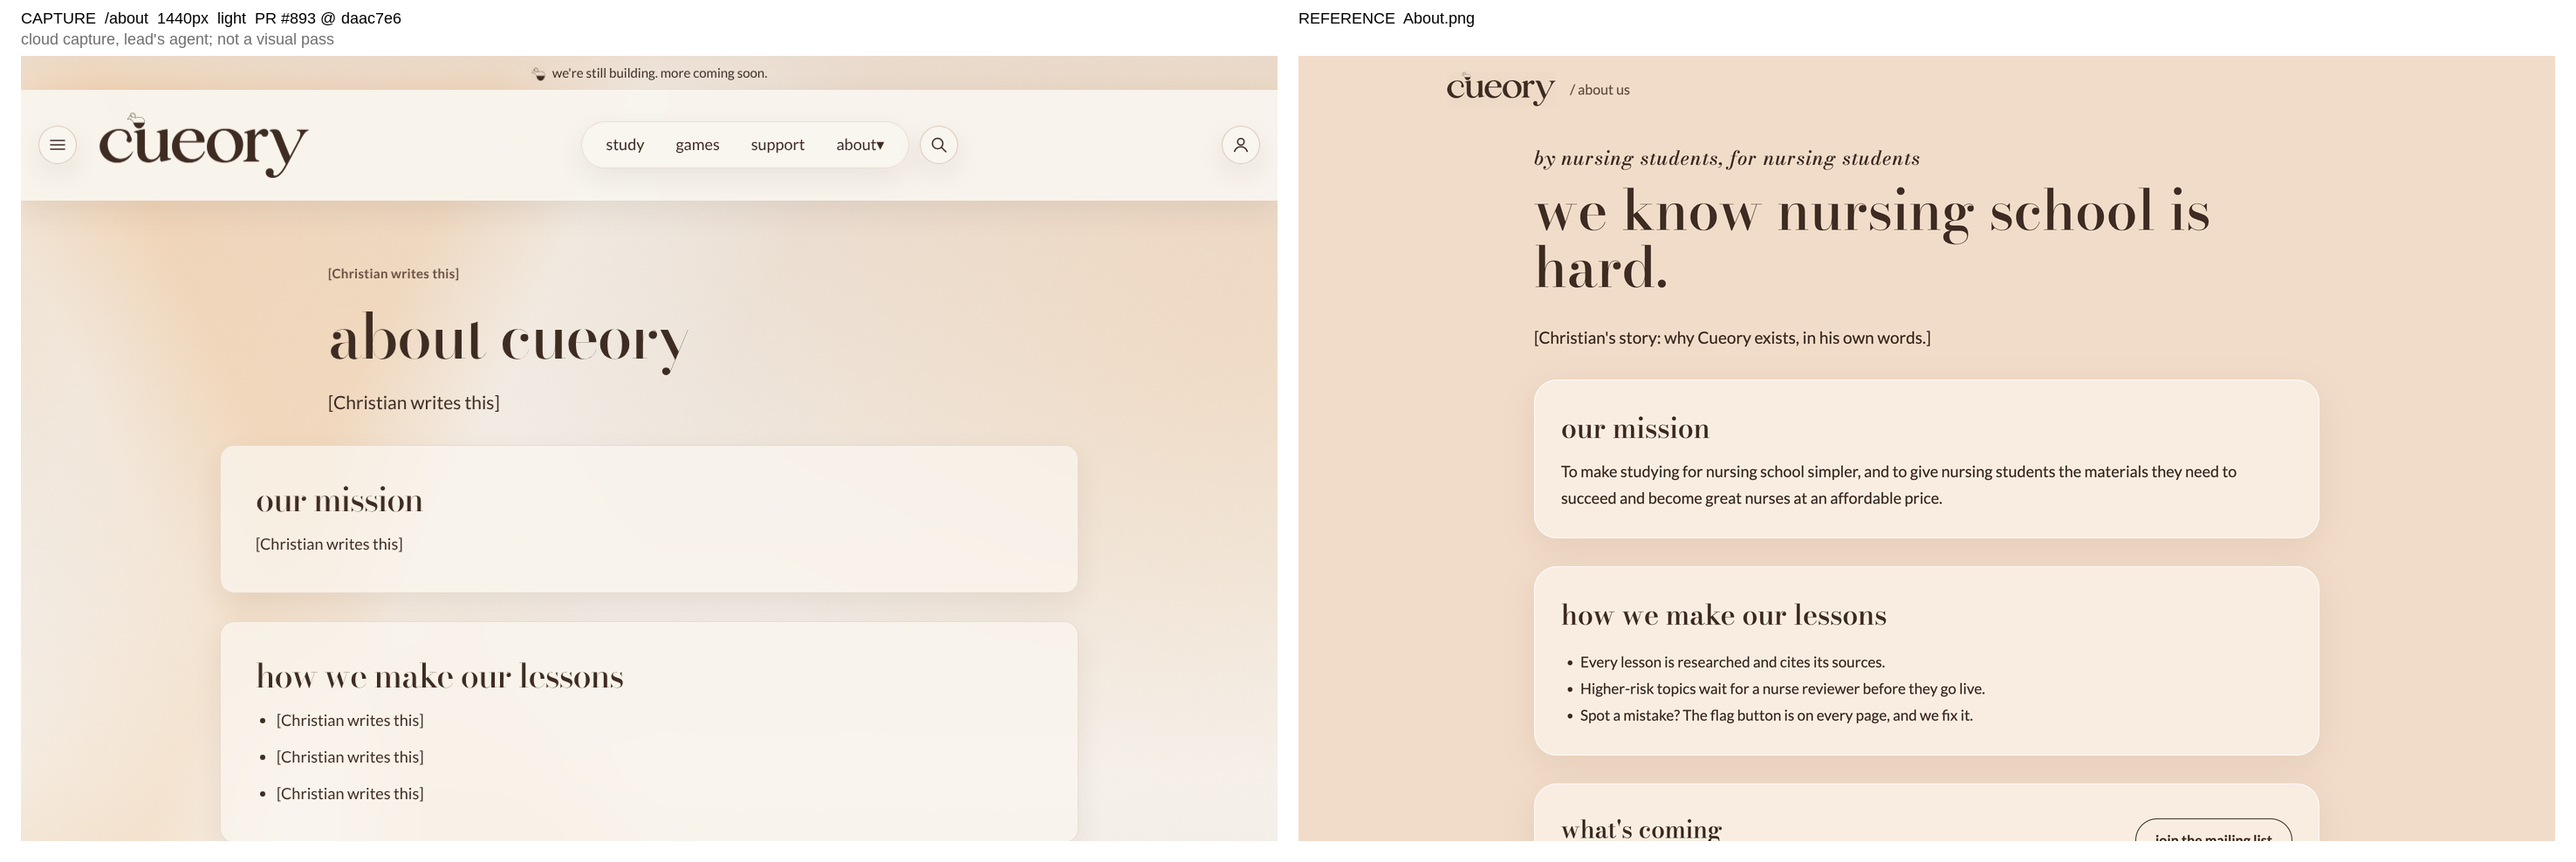 CAPTURE /about 1440px light PR #893 @ daac7e6
cloud capture, lead's agent; not a visual pass
we're still building. more coming soon.
cueory
study games support about▾
[Christian writes this]
about cueory
[Christian writes this]
our mission
[Christian writes this]
how we make our lessons
• [Christian writes this]
• [Christian writes this]
• [Christian writes this]
REFERENCE About.png
cueory / about us
by nursing students, for nursing students
we know nursing school is
hard.
[Christian's story: why Cueory exists, in his own words.]
our mission
To make studying for nursing school simpler, and to give nursing students the materials they need to
succeed and become great nurses at an affordable price.
how we make our lessons
• Every lesson is researched and cites its sources.
• Higher-risk topics wait for a nurse reviewer before they go live.
• Spot a mistake? The flag button is on every page, and we fix it.
what's coming
join the mailing list